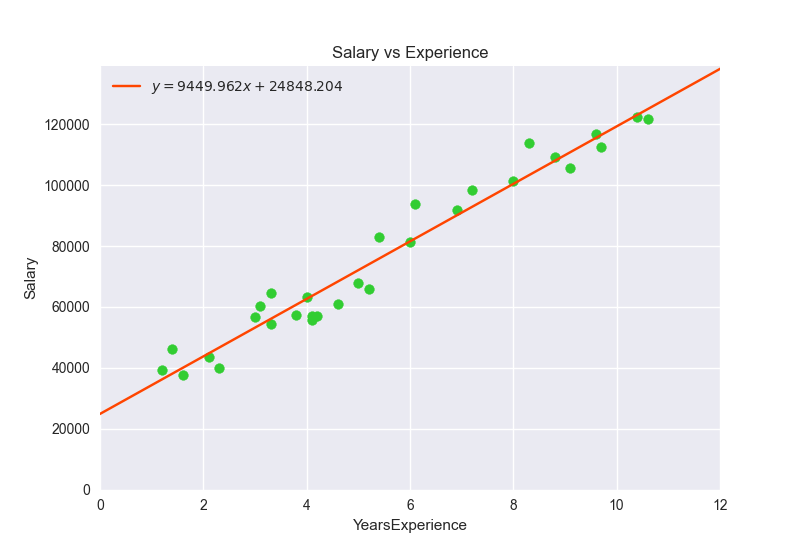 Salary vs Experience
y = 9449.962x + 24848.204
120000
100000
80000
60000
40000
20000
0
Salary
0 2 4 6 8 10 12
YearsExperience